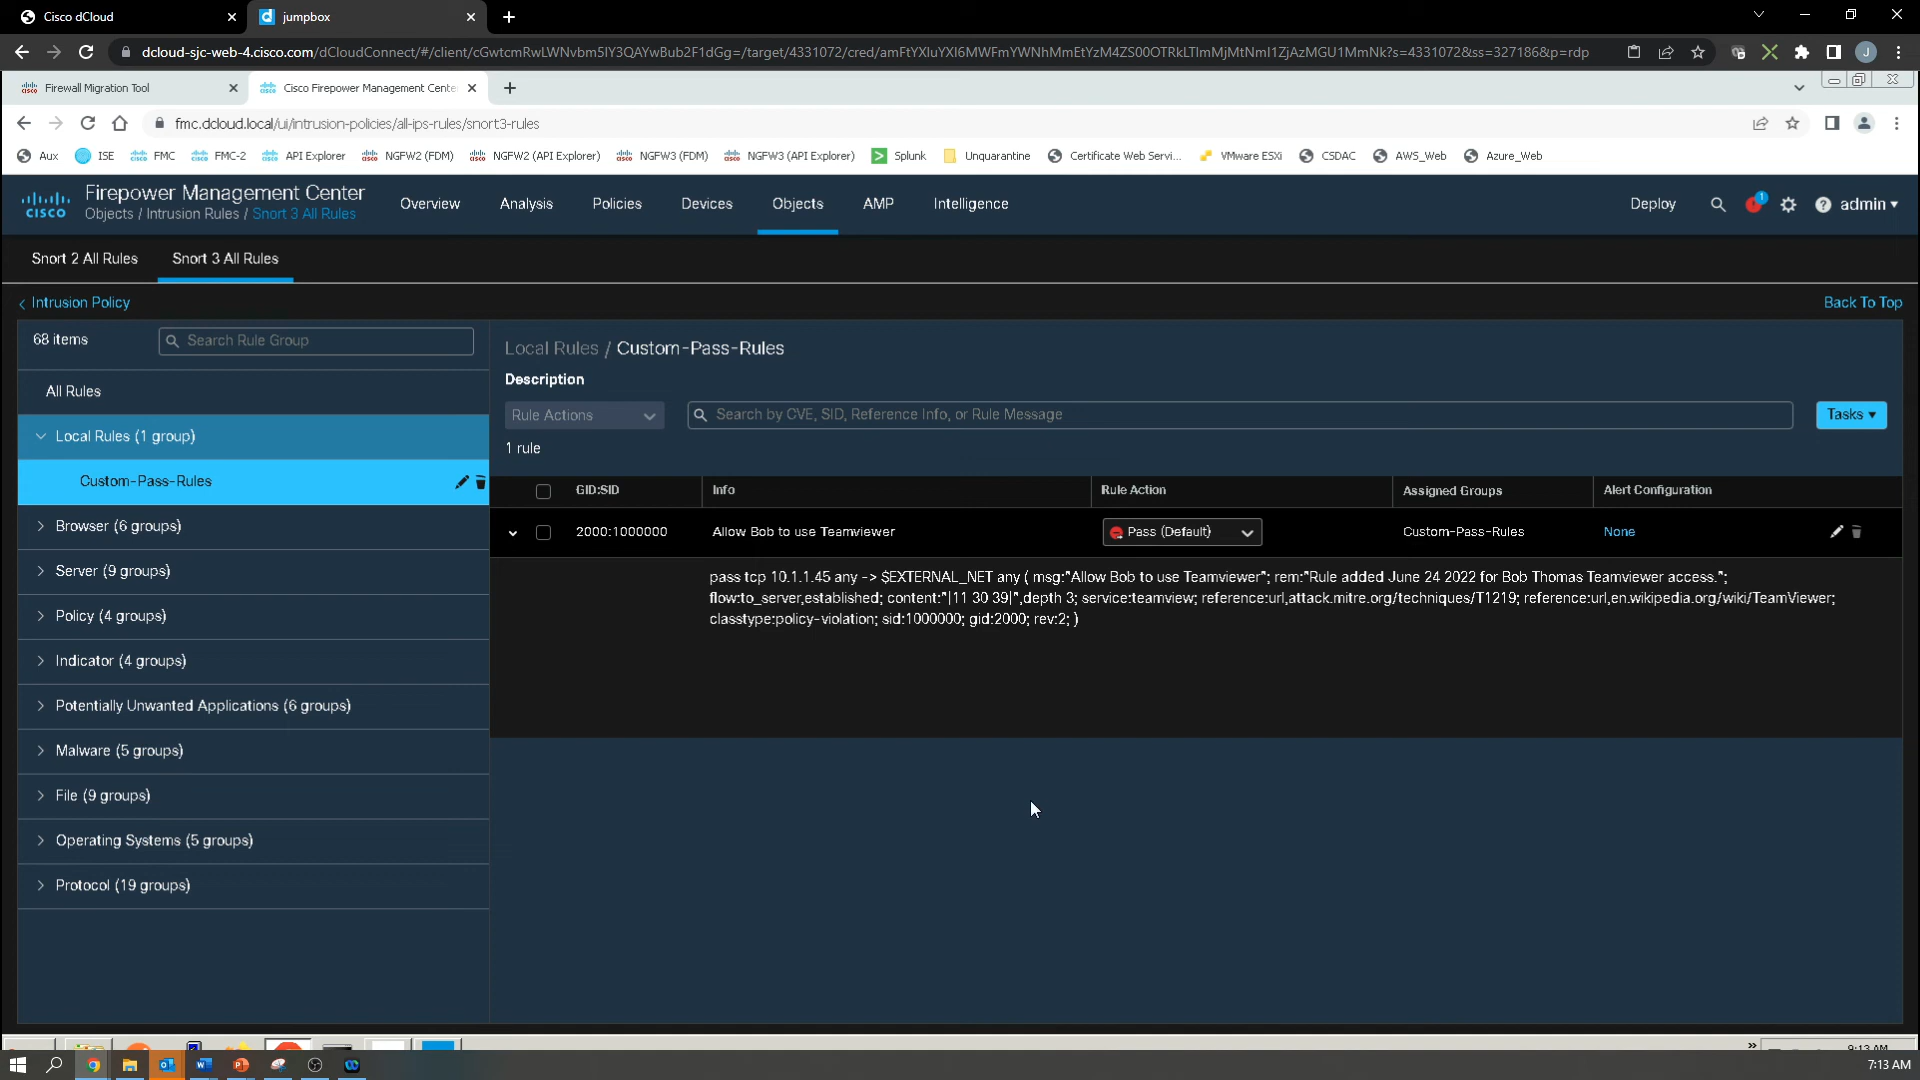 Cisco dCloud
jumpbox
dcloud-sjc-web-4.cisco.com/dCloudConnect/#/client/cGwtcmRwLWNvbm5lY3QAYwBub2F1dGg=/target/4331072/cred/amFtYXIuYXI6MWFmYWNhMmEtYzM4ZS00OTRkLTlmMjMtNmI1ZjAzMGU1MmNk?s=4331072&ss=327186&p=rdp
J
Firewall Migration Tool
Cisco Firepower Management Cente
fmc.dcloud.local/ui/intrusion-policies/all-ips-rules/snort3-rules
Aux ISE FMC FMC-2 API Explorer NGFW2 (FDM) NGFW2 (API Explorer) NGFW3 (FDM) NGFW3 (API Explorer) Splunk Unquarantine Certificate Web Servi... VMware ESXi CSDAC AWS_Web Azure_Web
CISCO
Firepower Management Center
Objects / Intrusion Rules / Snort 3 All Rules
Overview Analysis Policies Devices Objects AMP Intelligence
Deploy 1 admin
Snort 2 All Rules Snort 3 All Rules
Intrusion Policy
Back To Top
68 items
Search Rule Group
All Rules
Local Rules (1 group)
Custom-Pass-Rules
Browser (6 groups)
Server (9 groups)
Policy (4 groups)
Indicator (4 groups)
Potentially Unwanted Applications (6 groups)
Malware (5 groups)
File (9 groups)
Operating Systems (5 groups)
Protocol (19 groups)
Local Rules / Custom-Pass-Rules
Description
Rule Actions
Search by CVE, SID, Reference Info, or Rule Message
Tasks
1 rule
GID:SID Info Rule Action Assigned Groups Alert Configuration
2000:1000000 Allow Bob to use Teamviewer Pass (Default) Custom-Pass-Rules None
pass tcp 10.1.1.45 any -> $EXTERNAL_NET any ( msg:"Allow Bob to use Teamviewer"; rem:"Rule added June 24 2022 for Bob Thomas Teamviewer access.";
flow:to_server,established; content:"|11 30 39|",depth 3; service:teamview; reference:url,attack.mitre.org/techniques/T1219; reference:url,en.wikipedia.org/wiki/TeamViewer;
classtype:policy-violation; sid:1000000; gid:2000; rev:2; )
9:13 AM
7:13 AM